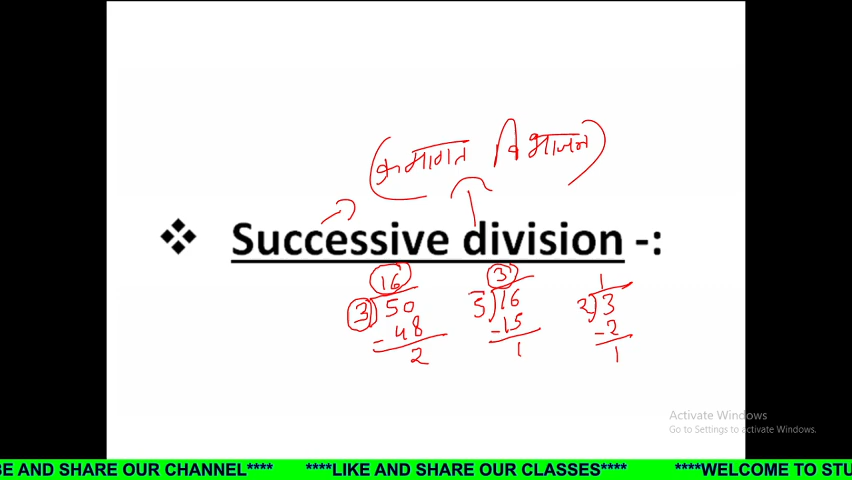 (क्रमागत विभाजन)
❖ Successive division -:
16 3 1
3)50 5)16 2)3
-48 -15 -2
2 1 1
Activate Windows
Go to Settings to activate Windows.
BE AND SHARE OUR CHANNEL**** ****LIKE AND SHARE OUR CLASSES**** ****WELCOME TO STU